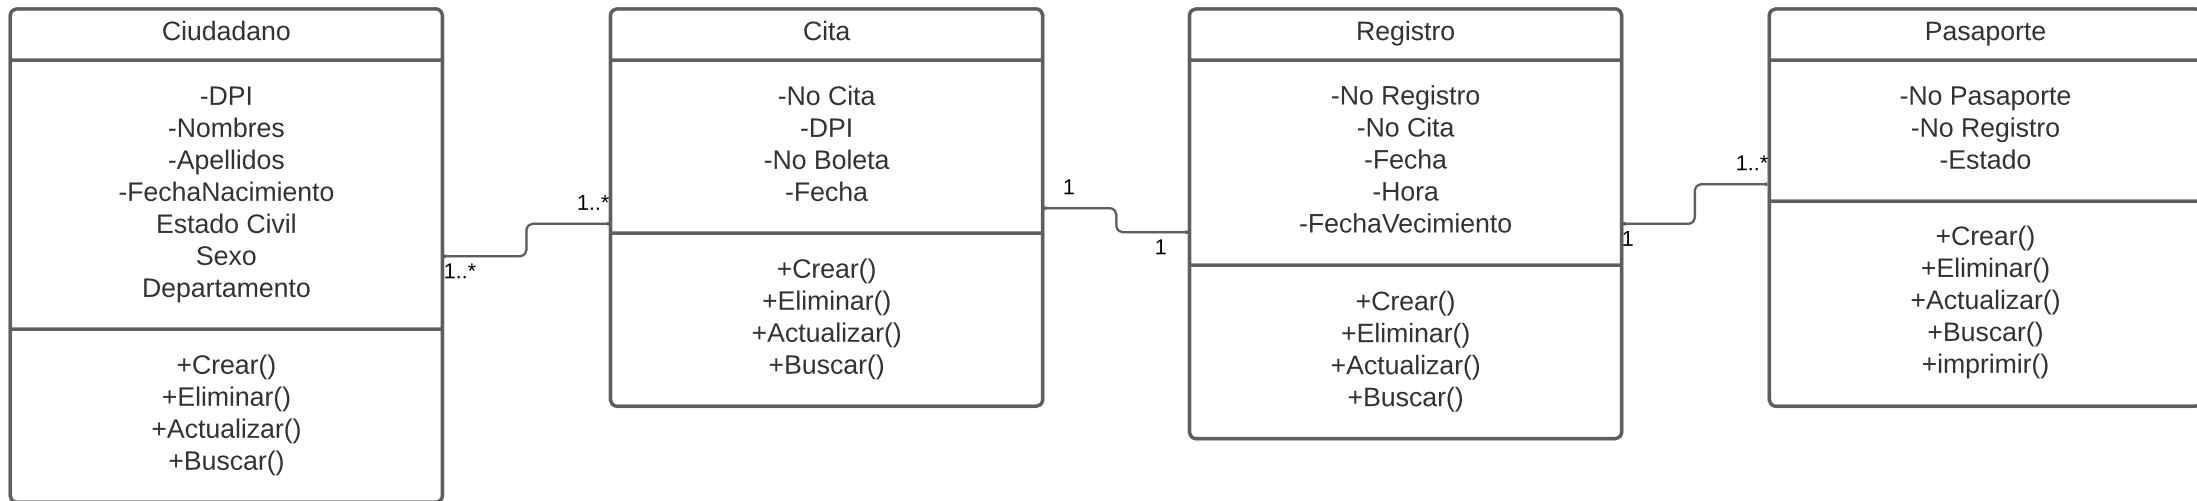 Ciudadano
-DPI
-Nombres
-Apellidos
-FechaNacimiento
Estado Civil
Sexo
Departamento
+Crear()
+Eliminar()
+Actualizar()
+Buscar()
1..*
1..*
Cita
-No Cita
-DPI
-No Boleta
-Fecha
+Crear()
+Eliminar()
+Actualizar()
+Buscar()
1
1
Registro
-No Registro
-No Cita
-Fecha
-Hora
-FechaVecimiento
+Crear()
+Eliminar()
+Actualizar()
+Buscar()
1
1..*
Pasaporte
-No Pasaporte
-No Registro
-Estado
+Crear()
+Eliminar()
+Actualizar()
+Buscar()
+imprimir()